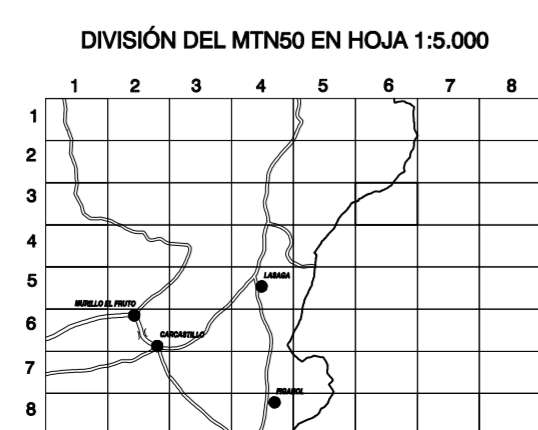 DIVISIÓN DEL MTN50 EN HOJA 1:5.000
1 2 3 4 5 6 7 8
1
2
3
4
5
LASAGA
MURILLO EL FRUTO
6
CARCASTILLO
7
FIGAROL
8